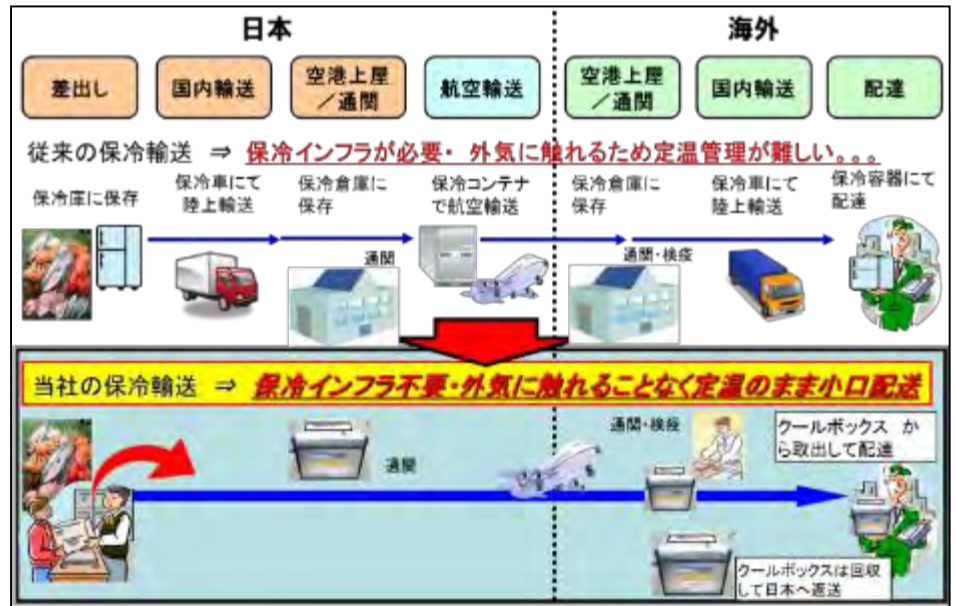 日本
海外
差出し
国内輸送
空港上屋
／通関
航空輸送
空港上屋
／通関
国内輸送
配達
従来の保冷輸送 ⇒ 保冷インフラが必要・ 外気に触れるため定温管理が難しい。。。
保冷庫に保存
保冷車にて
陸上輸送
保冷倉庫に
保存
保冷コンテナ
で航空輸送
保冷倉庫に
保存
保冷車にて
陸上輸送
保冷容器にて
配達
通関
通関・検疫
当社の保冷輸送 ⇒ 保冷インフラ不要・外気に触れることなく定温のまま小口配送
通関
通関・検疫
クールボックス か
ら取出して配達
クールボックスは回収
して日本へ返送